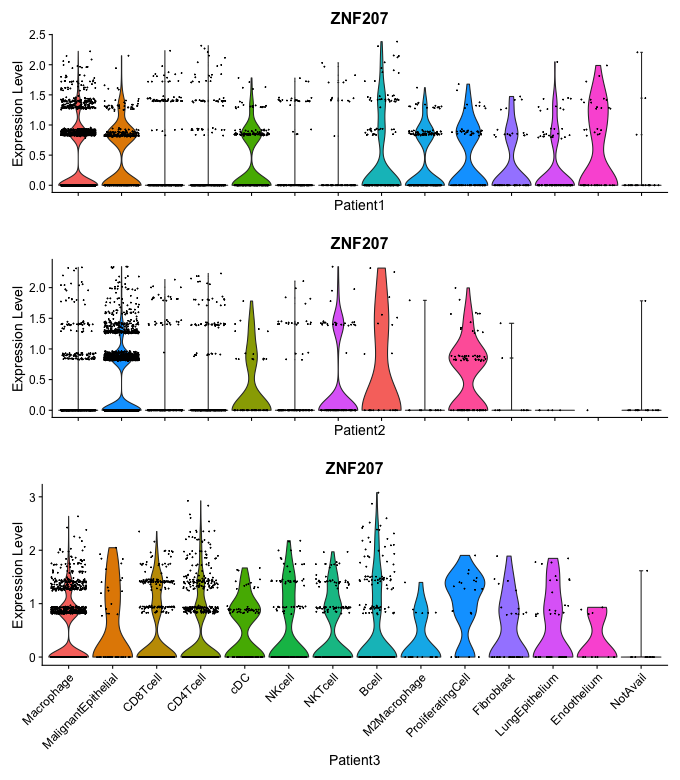 ZNF207
Expression Level
2.5
2.0
1.5
1.0
0.5
0.0
Patient1
ZNF207
Expression Level
2.0
1.5
1.0
0.5
0.0
Patient2
ZNF207
Expression Level
3
2
1
0
Macrophage
MalignantEpithelial
CD8Tcell
CD4Tcell
cDC
NKcell
NKTcell
Bcell
M2Macrophage
ProliferatingCell
Fibroblast
LungEpithelium
Endothelium
NotAvail
Patient3